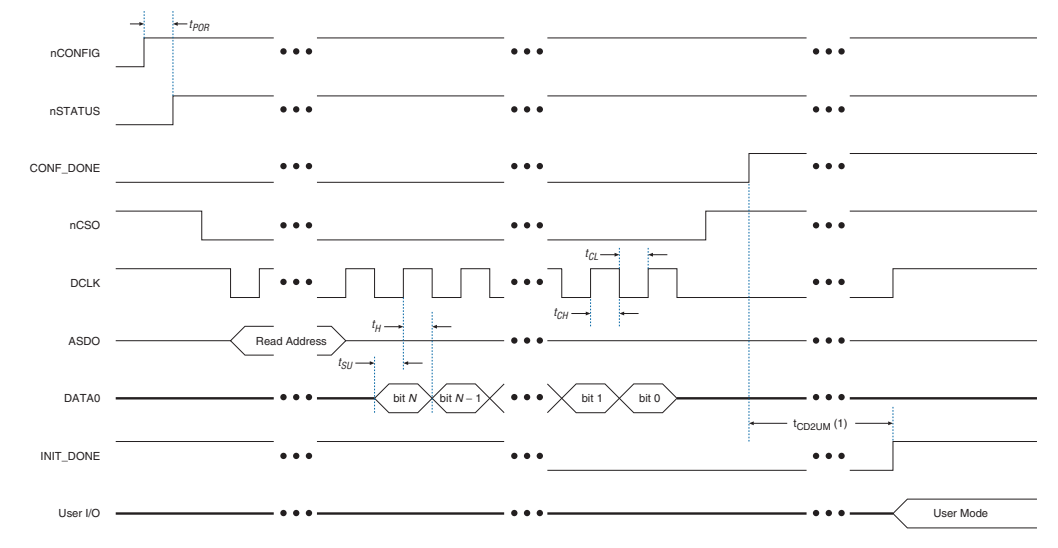 tPOR
nCONFIG
nSTATUS
CONF_DONE
nCSO
tCL
DCLK
tCH
tH
ASDO
Read Address
tSU
DATA0
bit N
bit N – 1
bit 1
bit 0
tCD2UM (1)
INIT_DONE
User I/O
User Mode